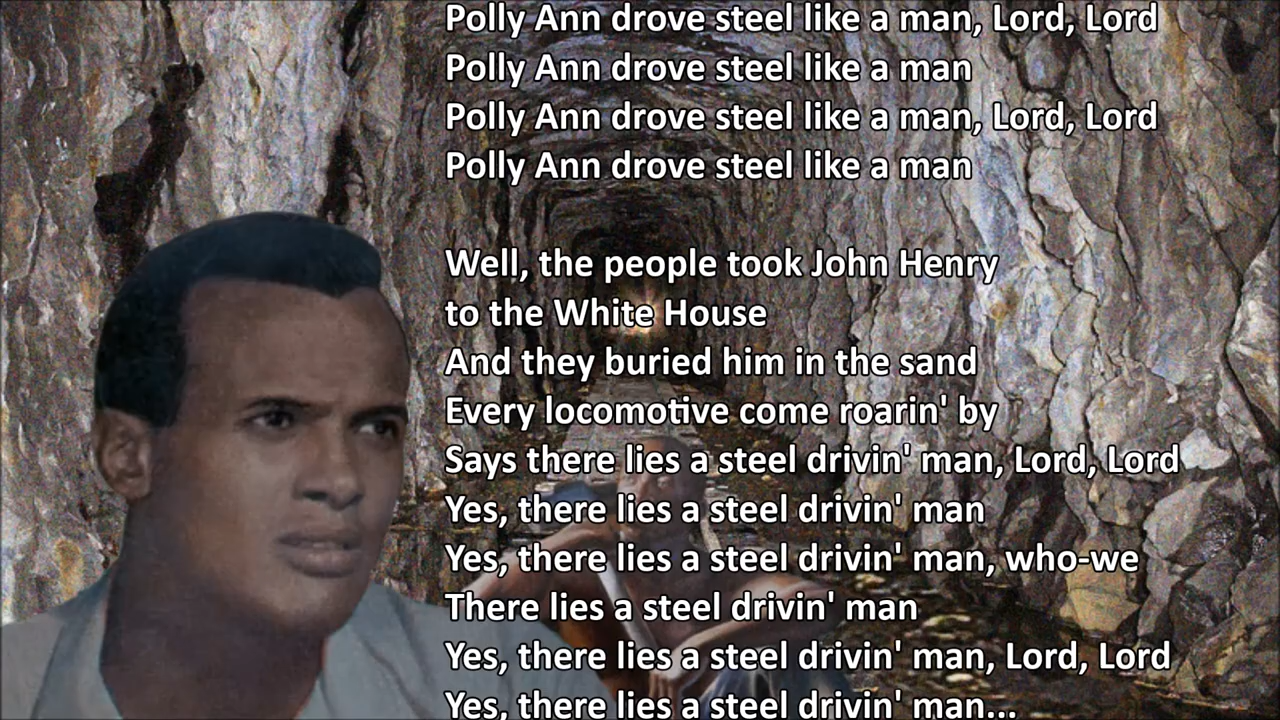 Polly Ann drove steel like a man, Lord, Lord
Polly Ann drove steel like a man
Polly Ann drove steel like a man, Lord, Lord
Polly Ann drove steel like a man
Well, the people took John Henry
to the White House
And they buried him in the sand
Every locomotive come roarin' by
Says there lies a steel drivin' man, Lord, Lord
Yes, there lies a steel drivin' man
Yes, there lies a steel drivin' man, who-we
There lies a steel drivin' man
Yes, there lies a steel drivin' man, Lord, Lord
Yes, there lies a steel drivin' man...